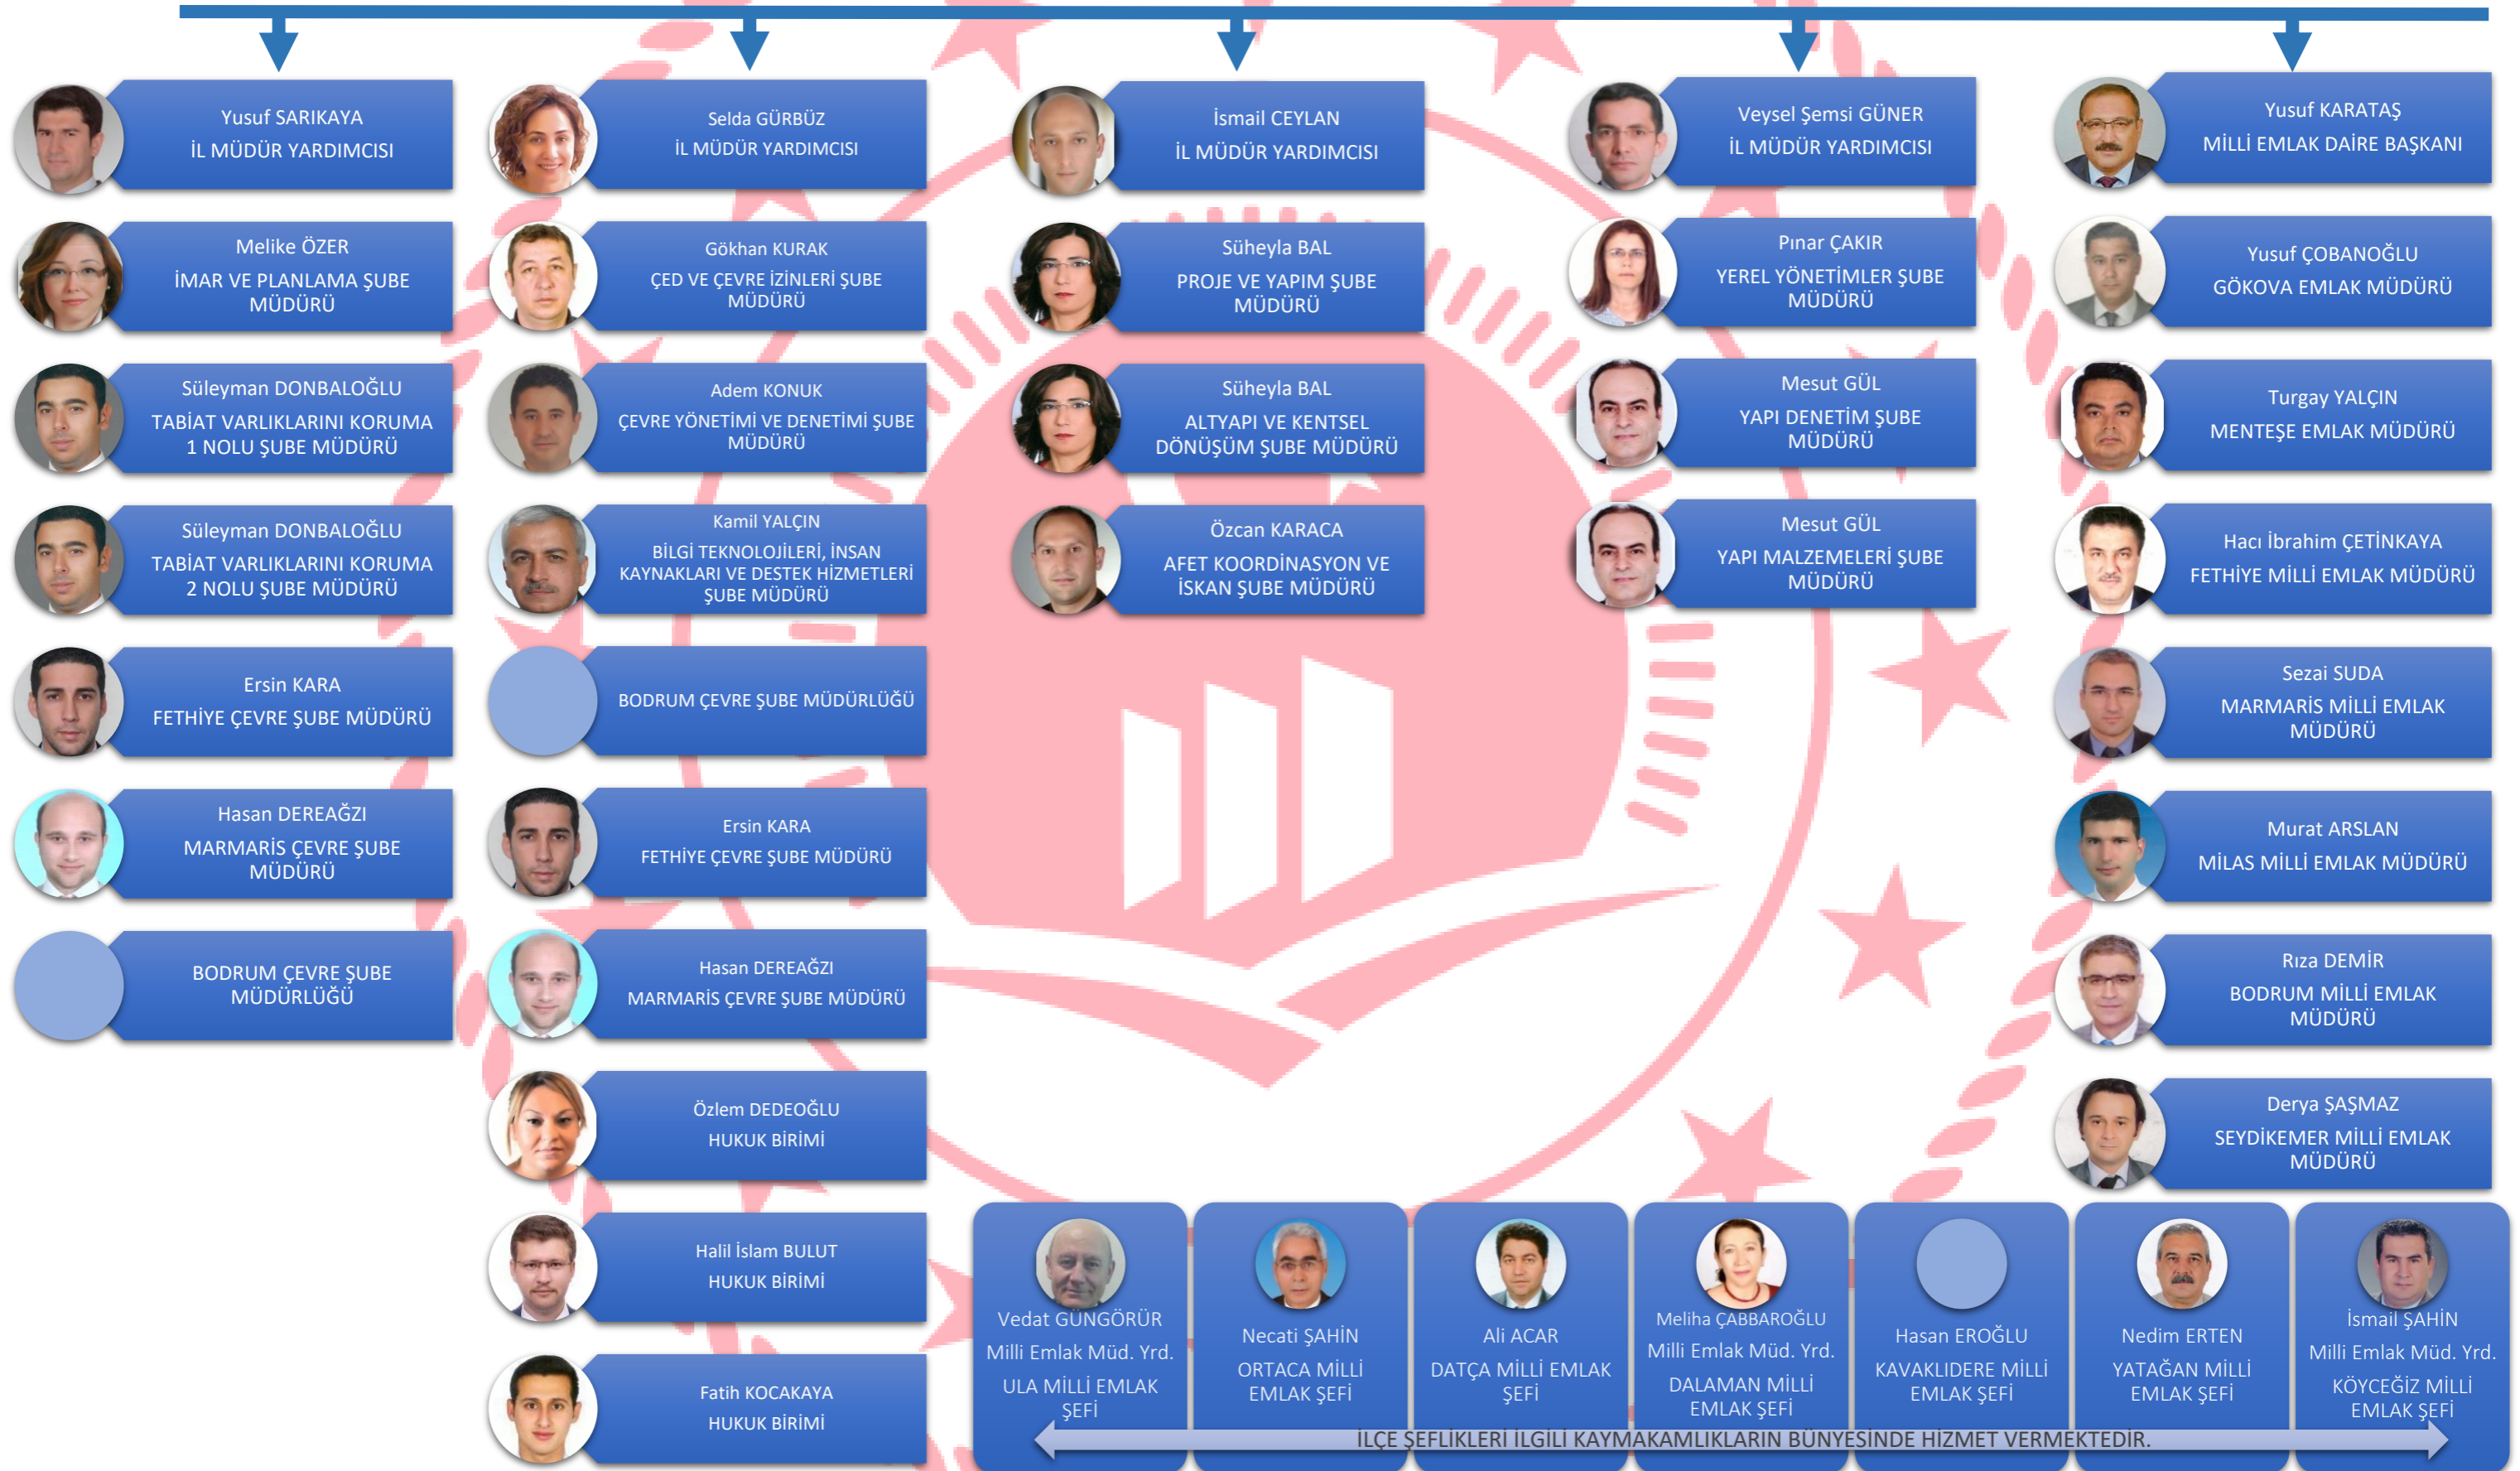 Yusuf SARIKAYA
İL MÜDÜR YARDIMCISI
Melike ÖZER
İMAR VE PLANLAMA ŞUBE
MÜDÜRÜ
Süleyman DONBALOĞLU
TABİAT VARLIKLARINI KORUMA
1 NOLU ŞUBE MÜDÜRÜ
Süleyman DONBALOĞLU
TABİAT VARLIKLARINI KORUMA
2 NOLU ŞUBE MÜDÜRÜ
Ersin KARA
FETHİYE ÇEVRE ŞUBE MÜDÜRÜ
Hasan DEREAĞZI
MARMARİS ÇEVRE ŞUBE
MÜDÜRÜ
BODRUM ÇEVRE ŞUBE
MÜDÜRLÜĞÜ
Selda GÜRBÜZ
İL MÜDÜR YARDIMCISI
Gökhan KURAK
ÇED VE ÇEVRE İZİNLERİ ŞUBE
MÜDÜRÜ
Adem KONUK
ÇEVRE YÖNETİMİ VE DENETİMİ ŞUBE
MÜDÜRÜ
Kamil YALÇIN
BİLGİ TEKNOLOJİLERİ, İNSAN
KAYNAKLARI VE DESTEK HİZMETLERİ
ŞUBE MÜDÜRÜ
BODRUM ÇEVRE ŞUBE MÜDÜRLÜĞÜ
Ersin KARA
FETHİYE ÇEVRE ŞUBE MÜDÜRÜ
Hasan DEREAĞZI
MARMARİS ÇEVRE ŞUBE MÜDÜRÜ
Özlem DEDEOĞLU
HUKUK BİRİMİ
Halil İslam BULUT
HUKUK BİRİMİ
Fatih KOCAKAYA
HUKUK BİRİMİ
İsmail CEYLAN
İL MÜDÜR YARDIMCISI
Süheyla BAL
PROJE VE YAPIM ŞUBE
MÜDÜRÜ
Süheyla BAL
ALTYAPI VE KENTSEL
DÖNÜŞÜM ŞUBE MÜDÜRÜ
Özcan KARACA
AFET KOORDİNASYON VE
İSKAN ŞUBE MÜDÜRÜ
Veysel Şemsi GÜNER
İL MÜDÜR YARDIMCISI
Pınar ÇAKIR
YEREL YÖNETİMLER ŞUBE
MÜDÜRÜ
Mesut GÜL
YAPI DENETİM ŞUBE
MÜDÜRÜ
Mesut GÜL
YAPI MALZEMELERİ ŞUBE
MÜDÜRÜ
Yusuf KARATAŞ
MİLLİ EMLAK DAİRE BAŞKANI
Yusuf ÇOBANOĞLU
GÖKOVA EMLAK MÜDÜRÜ
Turgay YALÇIN
MENTEŞE EMLAK MÜDÜRÜ
Hacı İbrahim ÇETİNKAYA
FETHİYE MİLLİ EMLAK MÜDÜRÜ
Sezai SUDA
MARMARİS MİLLİ EMLAK
MÜDÜRÜ
Murat ARSLAN
MİLAS MİLLİ EMLAK MÜDÜRÜ
Rıza DEMİR
BODRUM MİLLİ EMLAK
MÜDÜRÜ
Derya ŞAŞMAZ
SEYDİKEMER MİLLİ EMLAK
MÜDÜRÜ
Vedat GÜNGÖRÜR
Milli Emlak Müd. Yrd.
ULA MİLLİ EMLAK
ŞEFİ
Necati ŞAHİN
ORTACA MİLLİ
EMLAK ŞEFİ
Ali ACAR
DATÇA MİLLİ EMLAK
ŞEFİ
Meliha ÇABBAROĞLU
Milli Emlak Müd. Yrd.
DALAMAN MİLLİ
EMLAK ŞEFİ
Hasan EROĞLU
KAVAKLIDERE MİLLİ
EMLAK ŞEFİ
Nedim ERTEN
YATAĞAN MİLLİ
EMLAK ŞEFİ
İsmail ŞAHİN
Milli Emlak Müd. Yrd.
KÖYCEĞİZ MİLLİ
EMLAK ŞEFİ
İLÇE ŞEFLİKLERİ İLGİLİ KAYMAKAMLIKLARIN BÜNYESİNDE HİZMET VERMEKTEDİR.